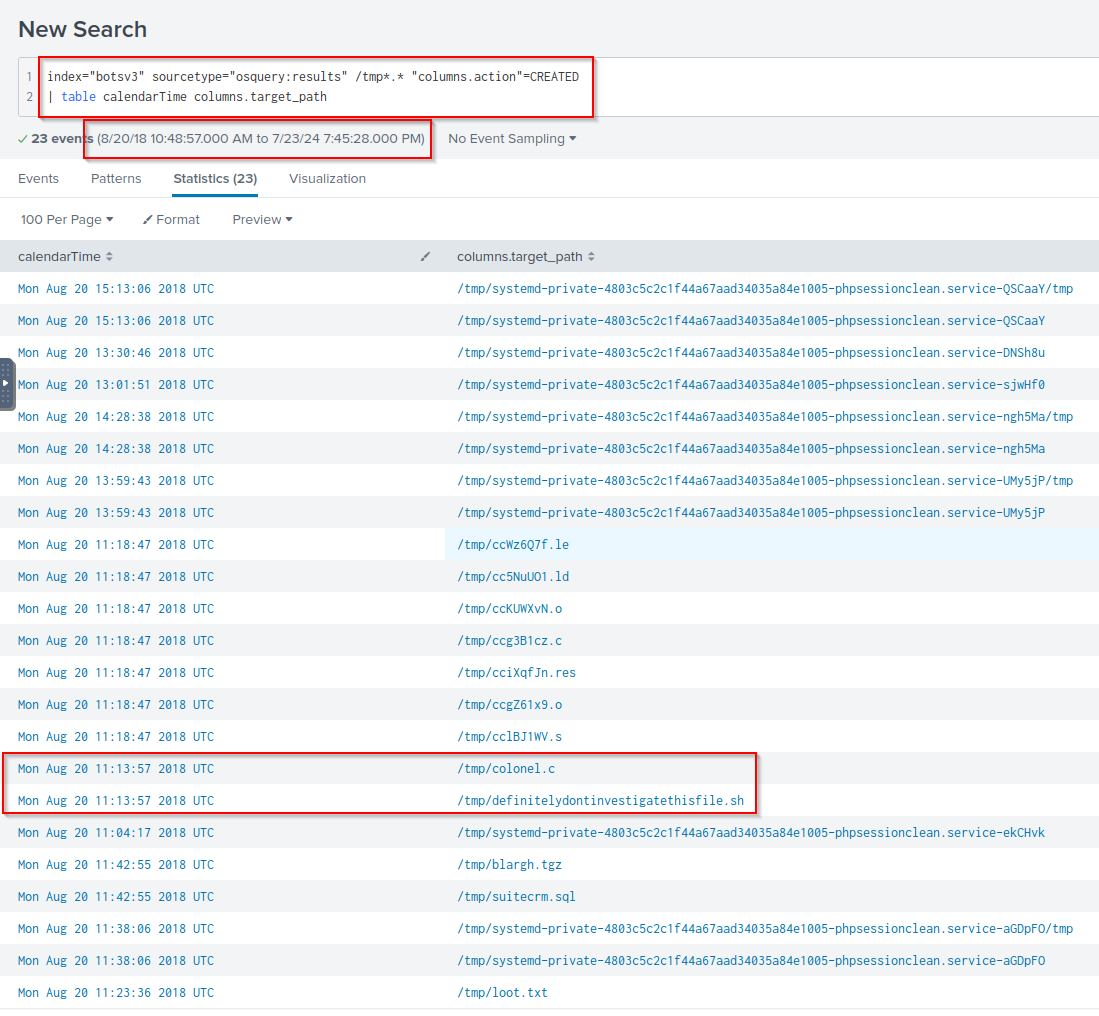 New Search
1 index="botsv3" sourcetype="osquery:results" /tmp*.* "columns.action"=CREATED
2 | table calendarTime columns.target_path
23 events (8/20/18 10:48:57.000 AM to 7/23/24 7:45:28.000 PM) No Event Sampling
Events Patterns Statistics (23) Visualization
100 Per Page Format Preview
calendarTime columns.target_path
Mon Aug 20 15:13:06 2018 UTC /tmp/systemd-private-4803c5c2c1f44a67aad34035a84e1005-phpsessionclean.service-QSCaaY/tmp
Mon Aug 20 15:13:06 2018 UTC /tmp/systemd-private-4803c5c2c1f44a67aad34035a84e1005-phpsessionclean.service-QSCaaY
Mon Aug 20 13:30:46 2018 UTC /tmp/systemd-private-4803c5c2c1f44a67aad34035a84e1005-phpsessionclean.service-DNSh8u
Mon Aug 20 13:01:51 2018 UTC /tmp/systemd-private-4803c5c2c1f44a67aad34035a84e1005-phpsessionclean.service-sjwHf0
Mon Aug 20 14:28:38 2018 UTC /tmp/systemd-private-4803c5c2c1f44a67aad34035a84e1005-phpsessionclean.service-ngh5Ma/tmp
Mon Aug 20 14:28:38 2018 UTC /tmp/systemd-private-4803c5c2c1f44a67aad34035a84e1005-phpsessionclean.service-ngh5Ma
Mon Aug 20 13:59:43 2018 UTC /tmp/systemd-private-4803c5c2c1f44a67aad34035a84e1005-phpsessionclean.service-UMy5jP/tmp
Mon Aug 20 13:59:43 2018 UTC /tmp/systemd-private-4803c5c2c1f44a67aad34035a84e1005-phpsessionclean.service-UMy5jP
Mon Aug 20 11:18:47 2018 UTC /tmp/ccWz6Q7f.le
Mon Aug 20 11:18:47 2018 UTC /tmp/cc5NuUO1.ld
Mon Aug 20 11:18:47 2018 UTC /tmp/ccKUWXvN.o
Mon Aug 20 11:18:47 2018 UTC /tmp/ccg3B1cz.c
Mon Aug 20 11:18:47 2018 UTC /tmp/cciXqfJn.res
Mon Aug 20 11:18:47 2018 UTC /tmp/ccgZ61x9.o
Mon Aug 20 11:18:47 2018 UTC /tmp/cclBJ1WV.s
Mon Aug 20 11:13:57 2018 UTC /tmp/colonel.c
Mon Aug 20 11:13:57 2018 UTC /tmp/definitelydontinvestigatethisfile.sh
Mon Aug 20 11:04:17 2018 UTC /tmp/systemd-private-4803c5c2c1f44a67aad34035a84e1005-phpsessionclean.service-ekCHvk
Mon Aug 20 11:42:55 2018 UTC /tmp/blargh.tgz
Mon Aug 20 11:42:55 2018 UTC /tmp/suitecrm.sql
Mon Aug 20 11:38:06 2018 UTC /tmp/systemd-private-4803c5c2c1f44a67aad34035a84e1005-phpsessionclean.service-aGDpFO/tmp
Mon Aug 20 11:38:06 2018 UTC /tmp/systemd-private-4803c5c2c1f44a67aad34035a84e1005-phpsessionclean.service-aGDpFO
Mon Aug 20 11:23:36 2018 UTC /tmp/loot.txt